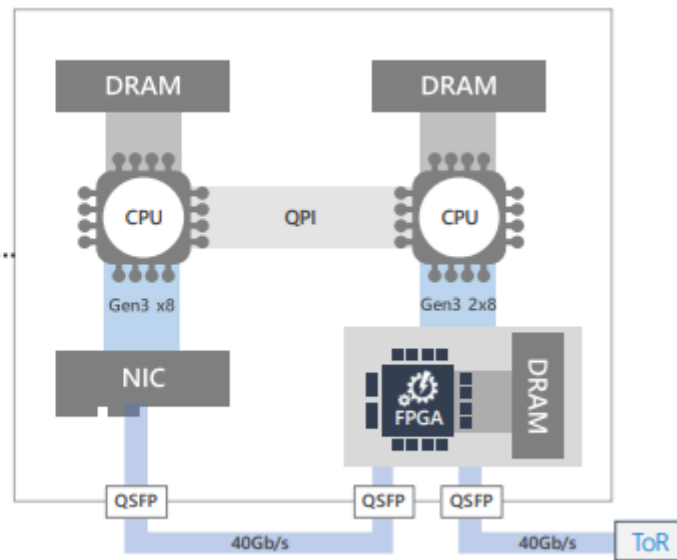 DRAM
DRAM
CPU
QPI
CPU
Gen3 x8
Gen3 2x8
NIC
FPGA
DRAM
QSFP
QSFP
QSFP
40Gb/s
40Gb/s
ToR